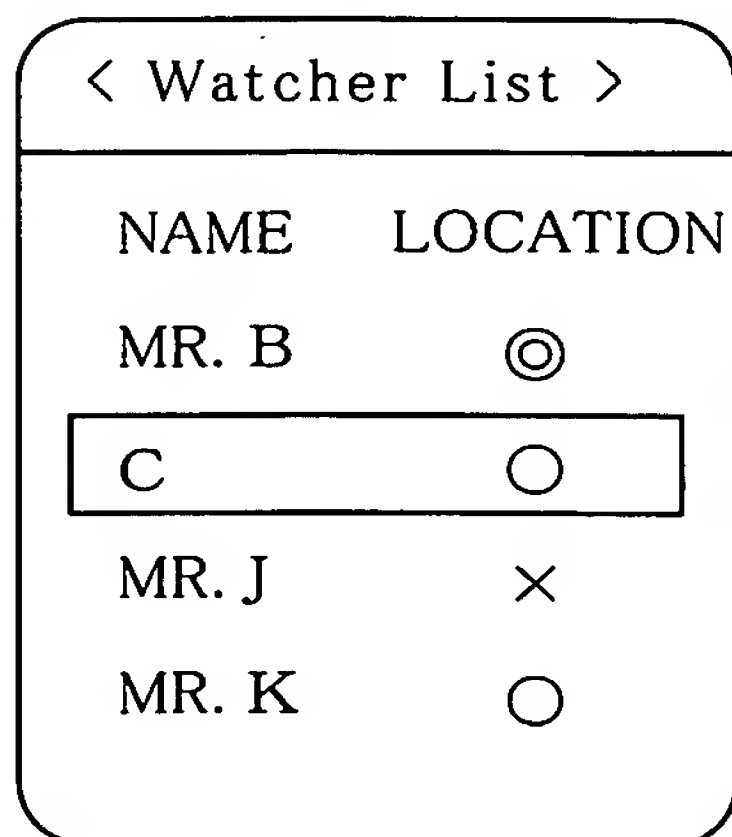 < Watcher List >
NAME LOCATION
MR. B ◎
C ○
MR. J ×
MR. K ○